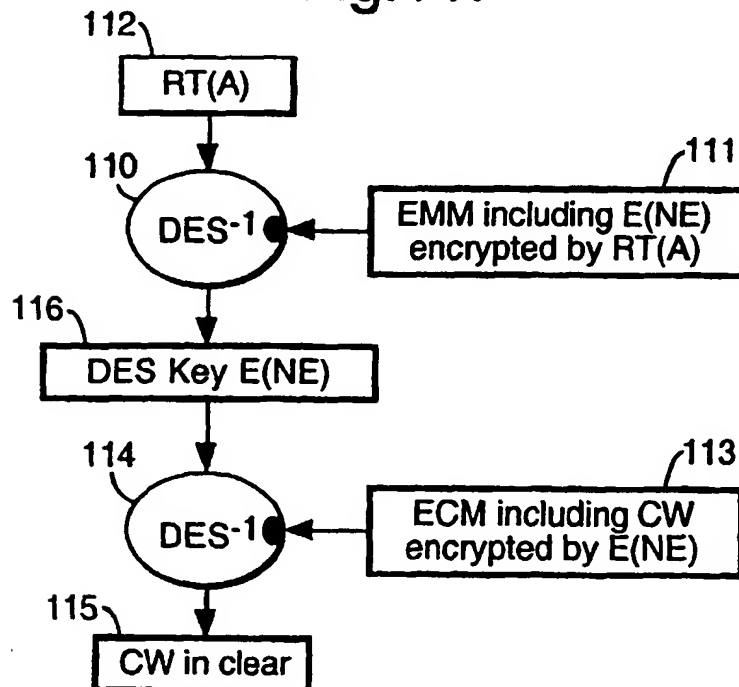 112
RT(A)
110
DES-1
111
EMM including E(NE)
encrypted by RT(A)
116
DES Key E(NE)
114
DES-1
113
ECM including CW
encrypted by E(NE)
115
CW in clear